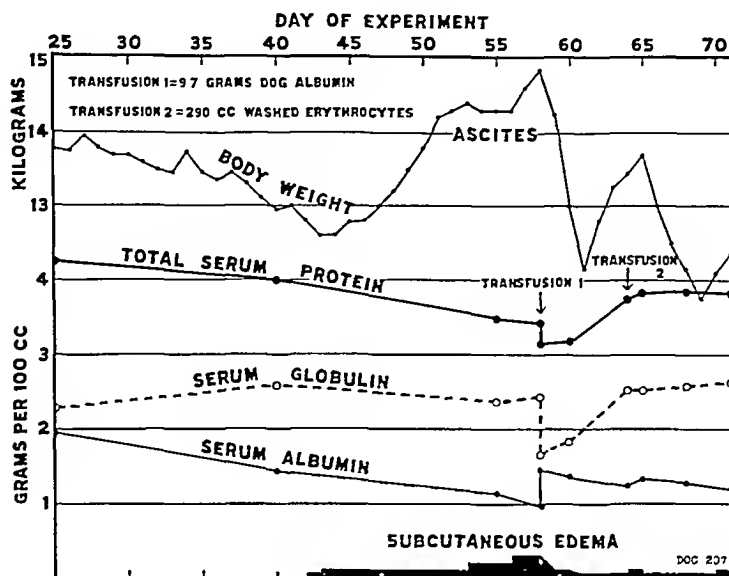 DAY OF EXPERIMENT
25 35 40 45 50 55 60 65 70
15
TRANSFUSION 1=97 GRAMS DOG ALBUMIN
TRANSFUSION 2=290 CC WASHED ERYTHROCYTES
ASCITES
14
KILOGRAMS
BODY WEIGHT
13
TOTAL SERUM PROTEIN
TRANSFUSION 2
4
TRANSFUSION 1
3
SERUM GLOBULIN
GRAMS PER 100 CC
2
SERUM ALBUMIN
1
SUBCUTANEOUS EDEMA
DOG 207